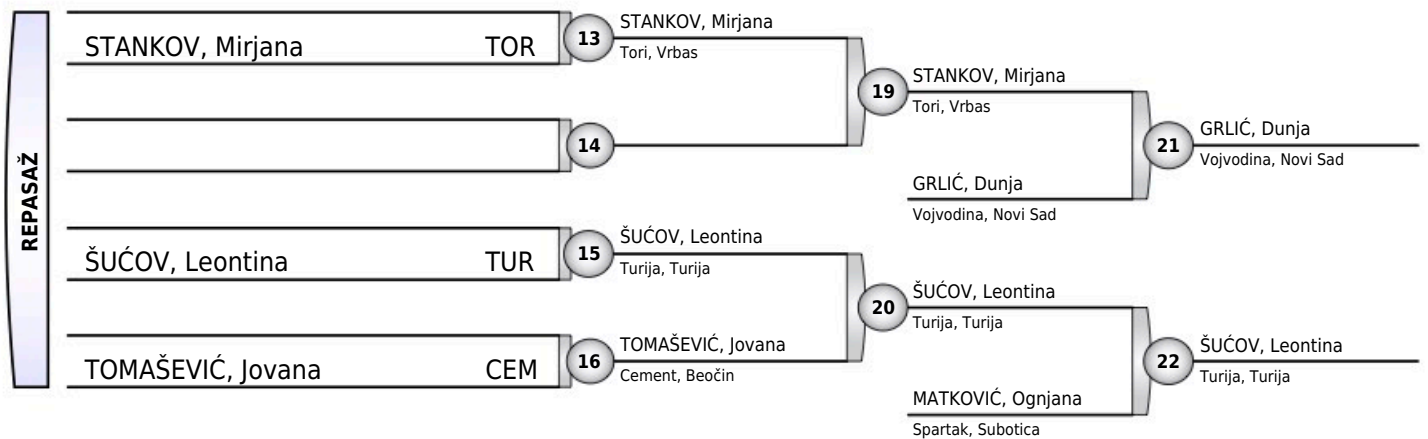 REPASAŽ
STANKOV, Mirjana TOR
13
STANKOV, Mirjana
Tori, Vrbas
14
19
STANKOV, Mirjana
Tori, Vrbas
GRLIĆ, Dunja
Vojvodina, Novi Sad
21
GRLIĆ, Dunja
Vojvodina, Novi Sad
ŠUĆOV, Leontina TUR
15
ŠUĆOV, Leontina
Turija, Turija
TOMAŠEVIĆ, Jovana CEM
16
TOMAŠEVIĆ, Jovana
Cement, Beočin
20
ŠUĆOV, Leontina
Turija, Turija
MATKOVIĆ, Ognjana
Spartak, Subotica
22
ŠUĆOV, Leontina
Turija, Turija